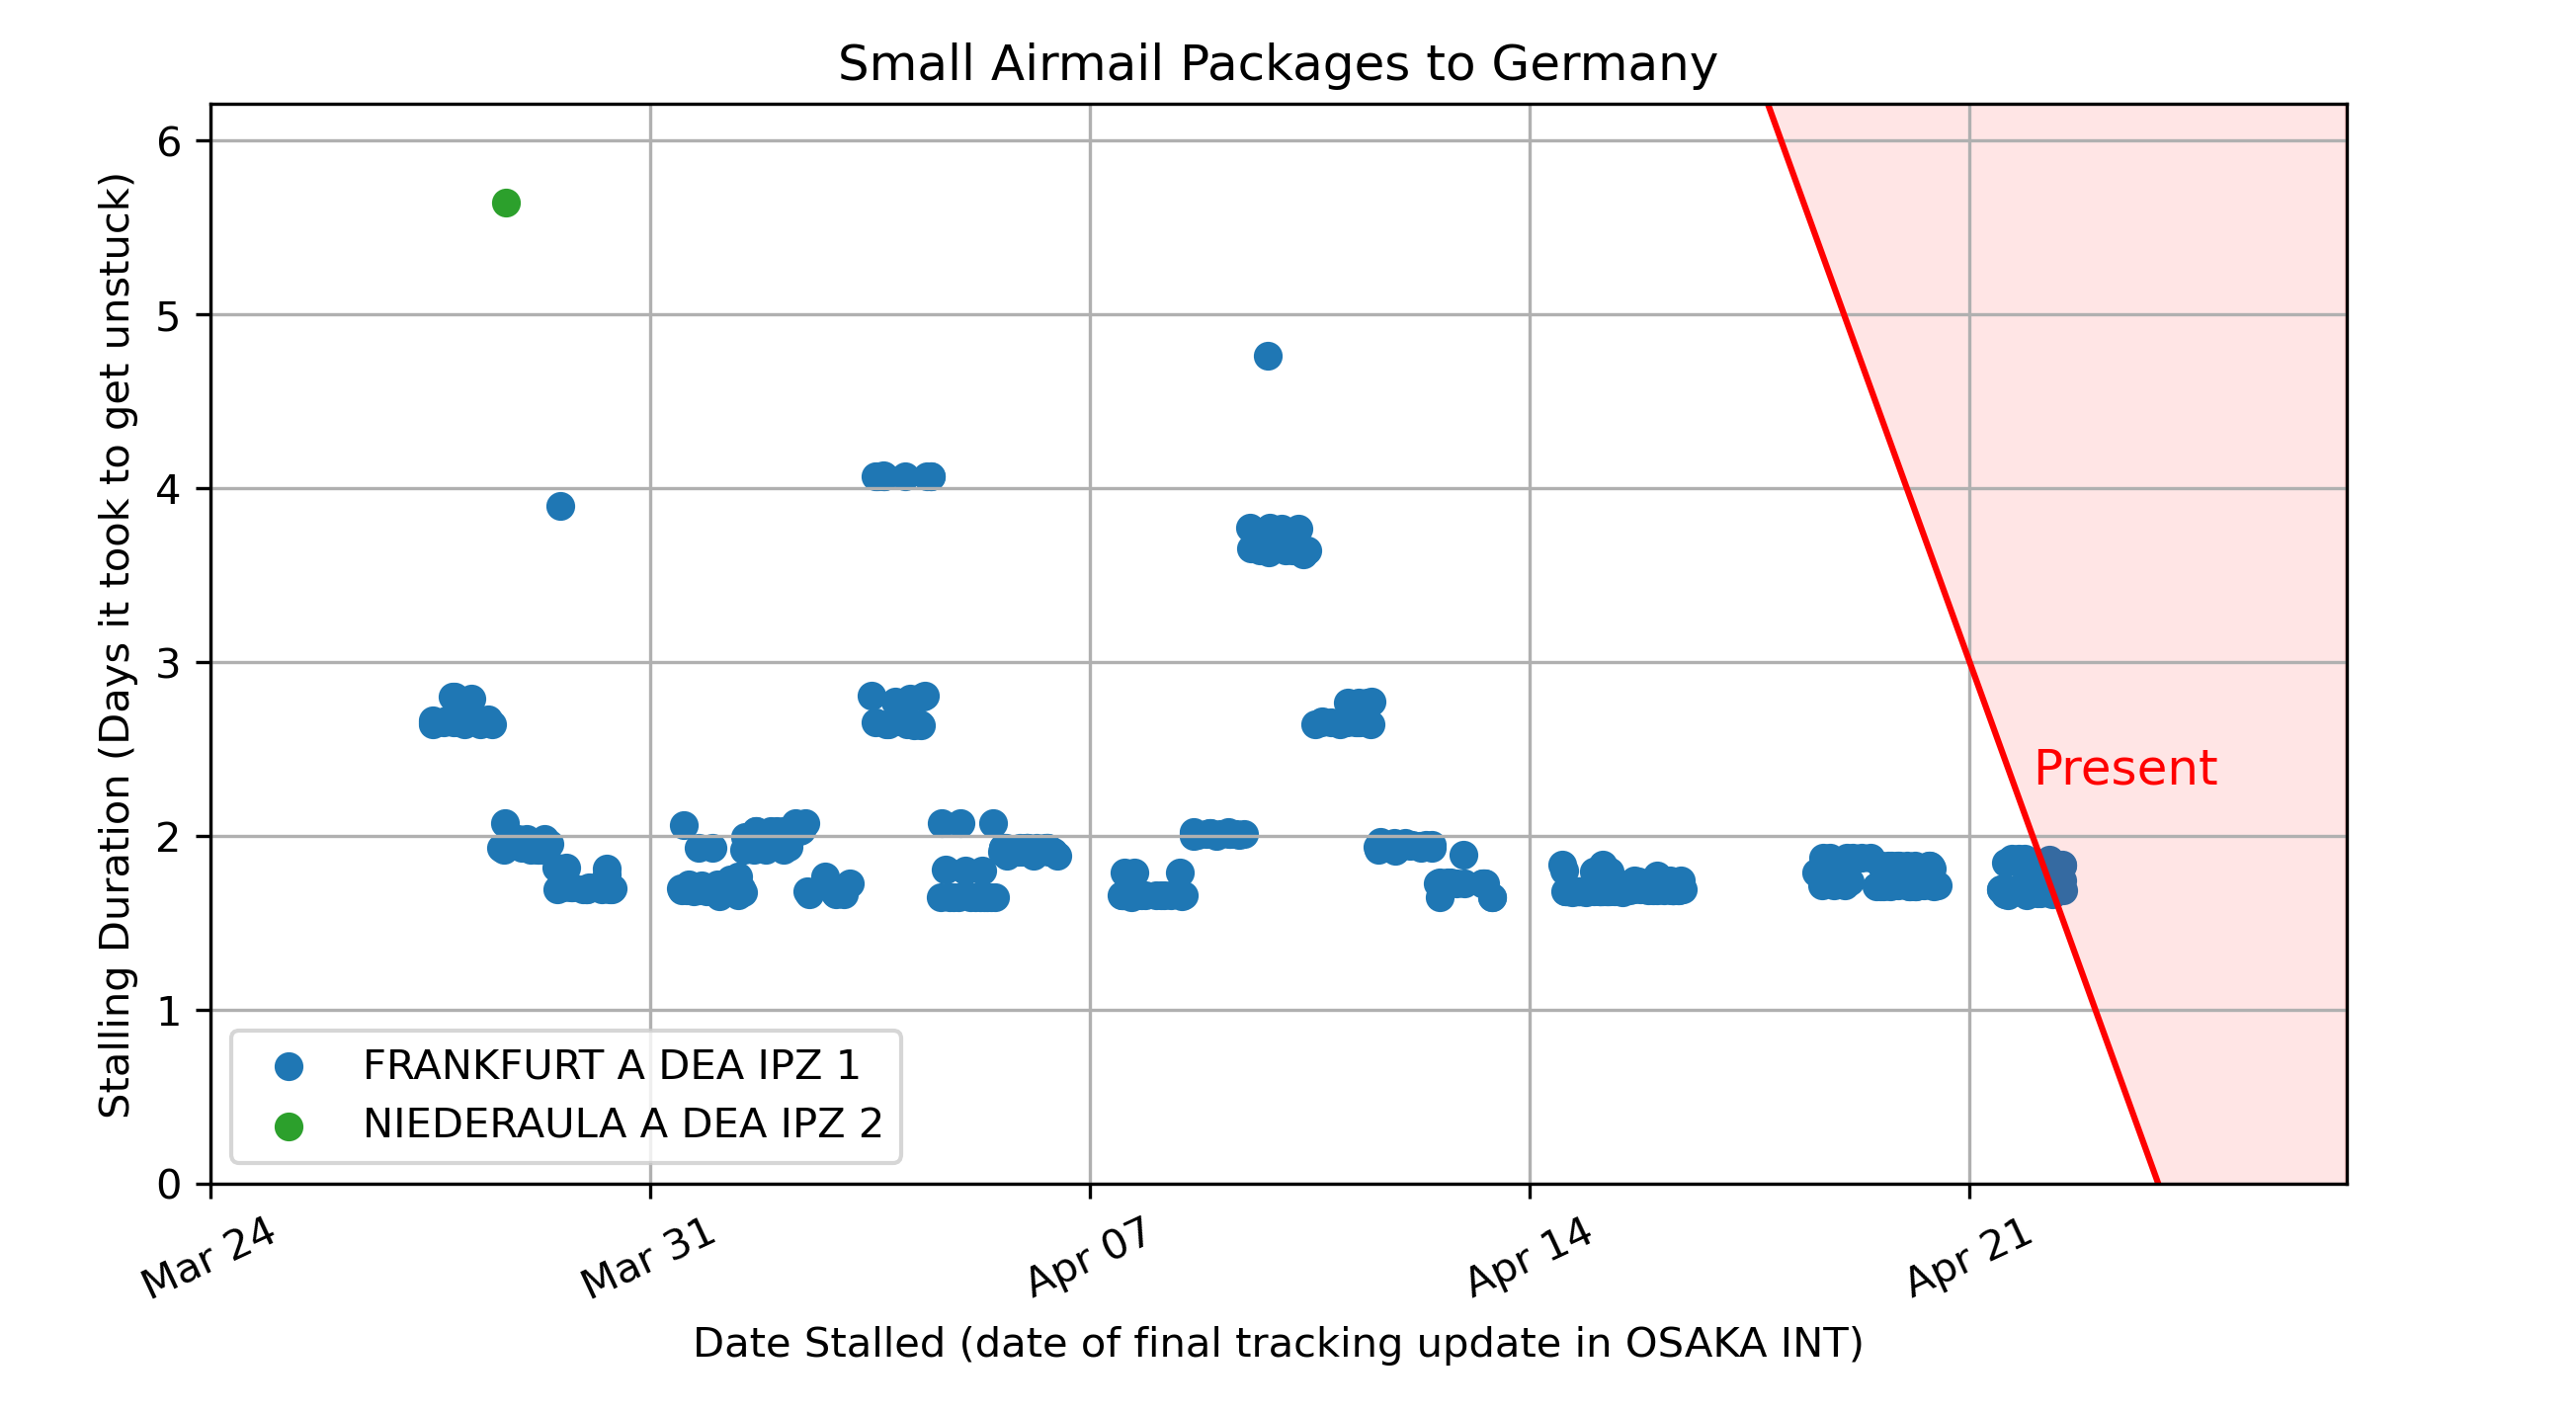 Small Airmail Packages to Germany
Stalling Duration (Days it took to get unstuck)
6
5
4
3
2
1
0
Present
FRANKFURT A DEA IPZ 1
NIEDERAULA A DEA IPZ 2
Mar 24
Mar 31
Apr 07
Apr 14
Apr 21
Date Stalled (date of final tracking update in OSAKA INT)